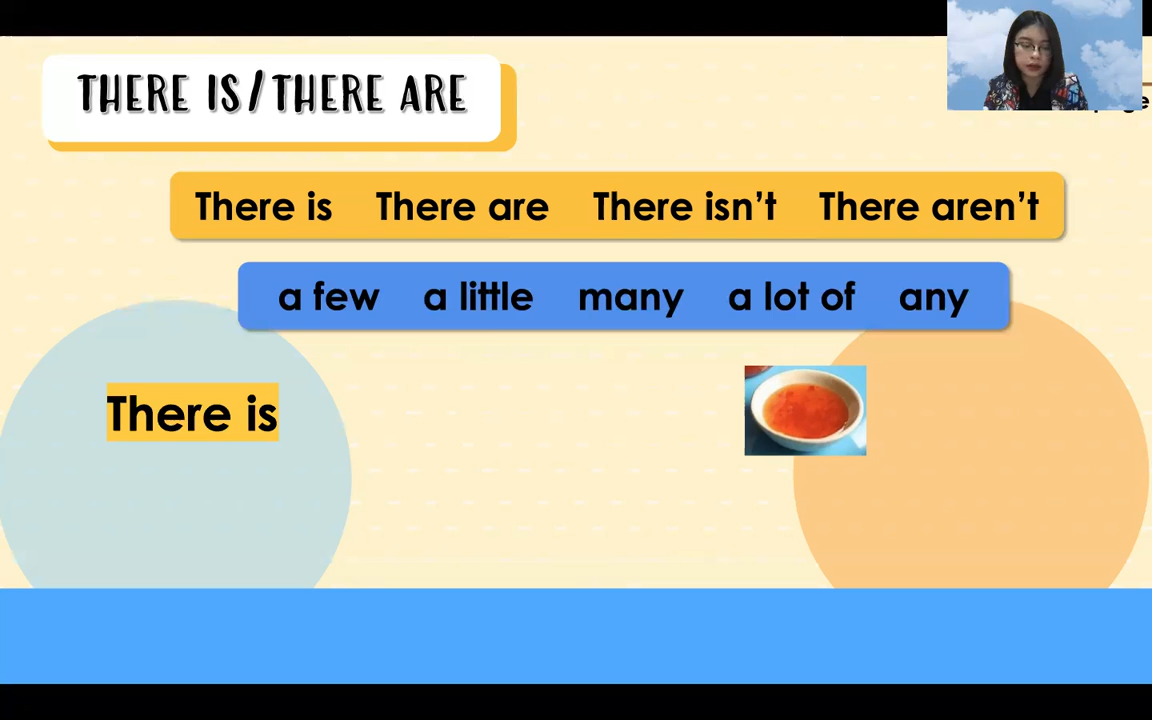 THERE IS/THERE ARE
There is There are There isn't There aren't
a few a little many a lot of any
There is